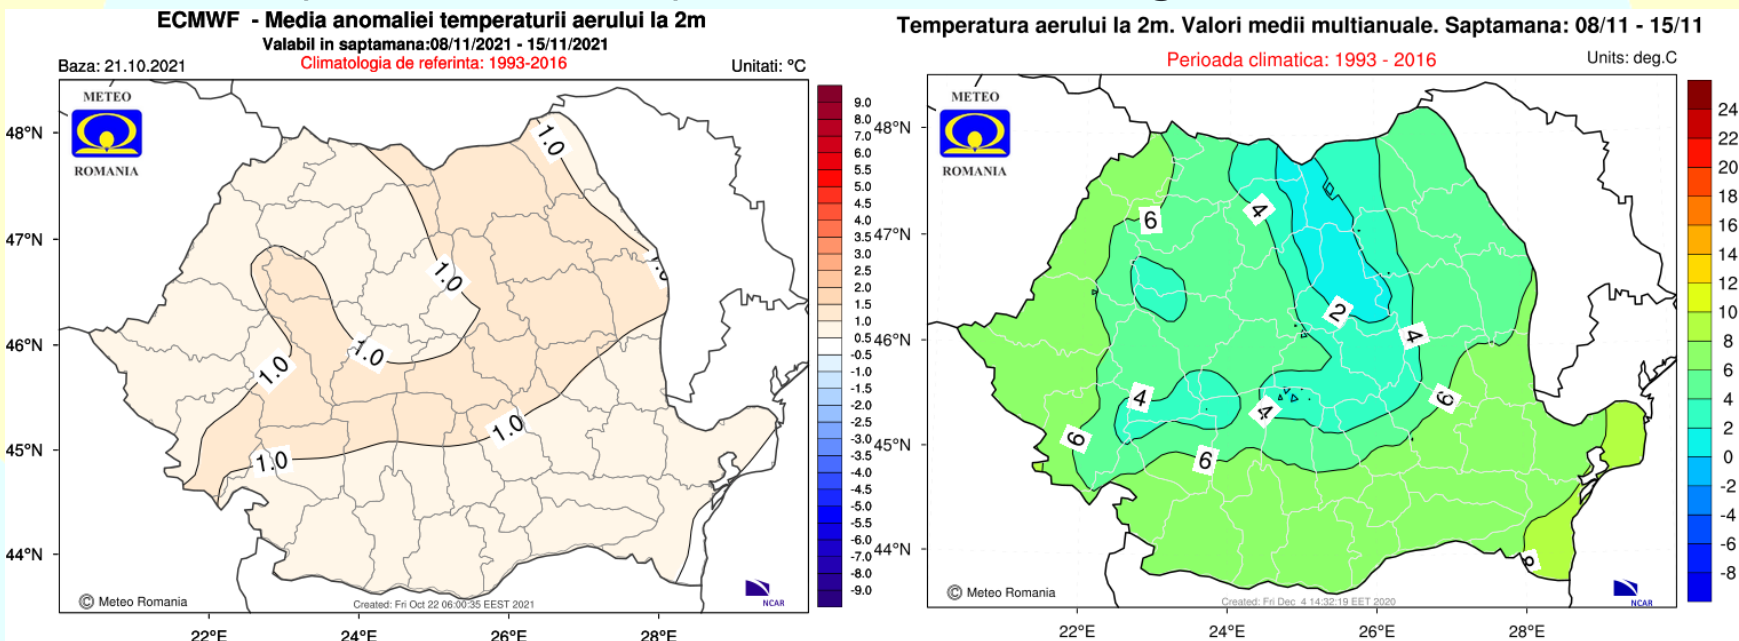 ECMWF - Media anomaliei temperaturii aerului la 2m
Valabil in saptamana:08/11/2021 - 15/11/2021
Baza: 21.10.2021
Climatologia de referinta: 1993-2016
Unitati: °C
METEO
ROMANIA
48°N
47°N
46°N
45°N
44°N
22°E
24°E
26°E
28°E
1.0
1.0
1.0
1.0
1.0
1.0
9.0
8.0
7.0
6.0
5.5
5.0
4.5
4.0
3.5
3.0
2.5
2.0
1.5
1.0
0.5
-0.5
-1.0
-1.5
-2.0
-2.5
-3.0
-3.5
-4.0
-4.5
-5.0
-5.5
-6.0
-7.0
-8.0
-9.0
© Meteo Romania
Created: Fri Oct 22 06:00:35 EEST 2021
NCAR
Temperatura aerului la 2m. Valori medii multianuale. Saptamana: 08/11 - 15/11
Perioada climatica: 1993 - 2016
Units: deg.C
METEO
ROMANIA
48°N
47°N
46°N
45°N
44°N
22°E
24°E
26°E
28°E
6
4
2
4
4
4
6
6
6
8
24
22
20
18
16
14
12
10
8
6
4
2
0
-2
-4
-6
-8
© Meteo Romania
Created: Fri Dec 4 14:32:19 EET 2020
NCAR